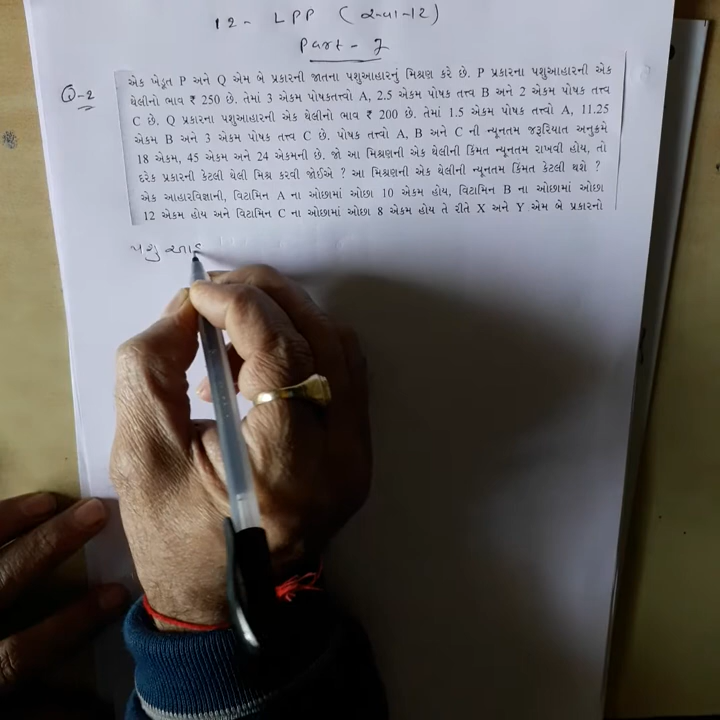 12 - LPP (સ્વા-12)
Part - 7
Q-2
એક ખેડૂત P અને Q એમ બે પ્રકારની જાતના પશુઆહારનું મિશ્રણ કરે છે. P પ્રકારના પશુઆહારની એક
થેલીનો ભાવ ₹ 250 છે. તેમાં 3 એકમ પોષકતત્ત્વો A, 2.5 એકમ પોષક તત્ત્વ B અને 2 એકમ પોષક તત્ત્વ
C છે. Q પ્રકારના પશુઆહારની એક થેલીનો ભાવ ₹ 200 છે. તેમાં 1.5 એકમ પોષક તત્ત્વો A, 11.25
એકમ B અને 3 એકમ પોષક તત્ત્વ C છે. પોષક તત્ત્વો A, B અને C ની ન્યૂનતમ જરૂરિયાત અનુક્રમે
18 એકમ, 45 એકમ અને 24 એકમની છે. જો આ મિશ્રણની એક થેલીની કિંમત ન્યૂનતમ રાખવી હોય, તો
દરેક પ્રકારની કેટલી થેલી મિશ્ર કરવી જોઈએ ? આ મિશ્રણની એક થેલીની ન્યૂનતમ કિંમત કેટલી થશે ?
એક આહારવિજ્ઞાની, વિટામિન A ના ઓછામાં ઓછા 10 એકમ હોય, વિટામિન B ના ઓછામાં ઓછા
12 એકમ હોય અને વિટામિન C ના ઓછામાં ઓછા 8 એકમ હોય તે રીતે X અને Y એમ બે પ્રકારનો
પશુ આહ